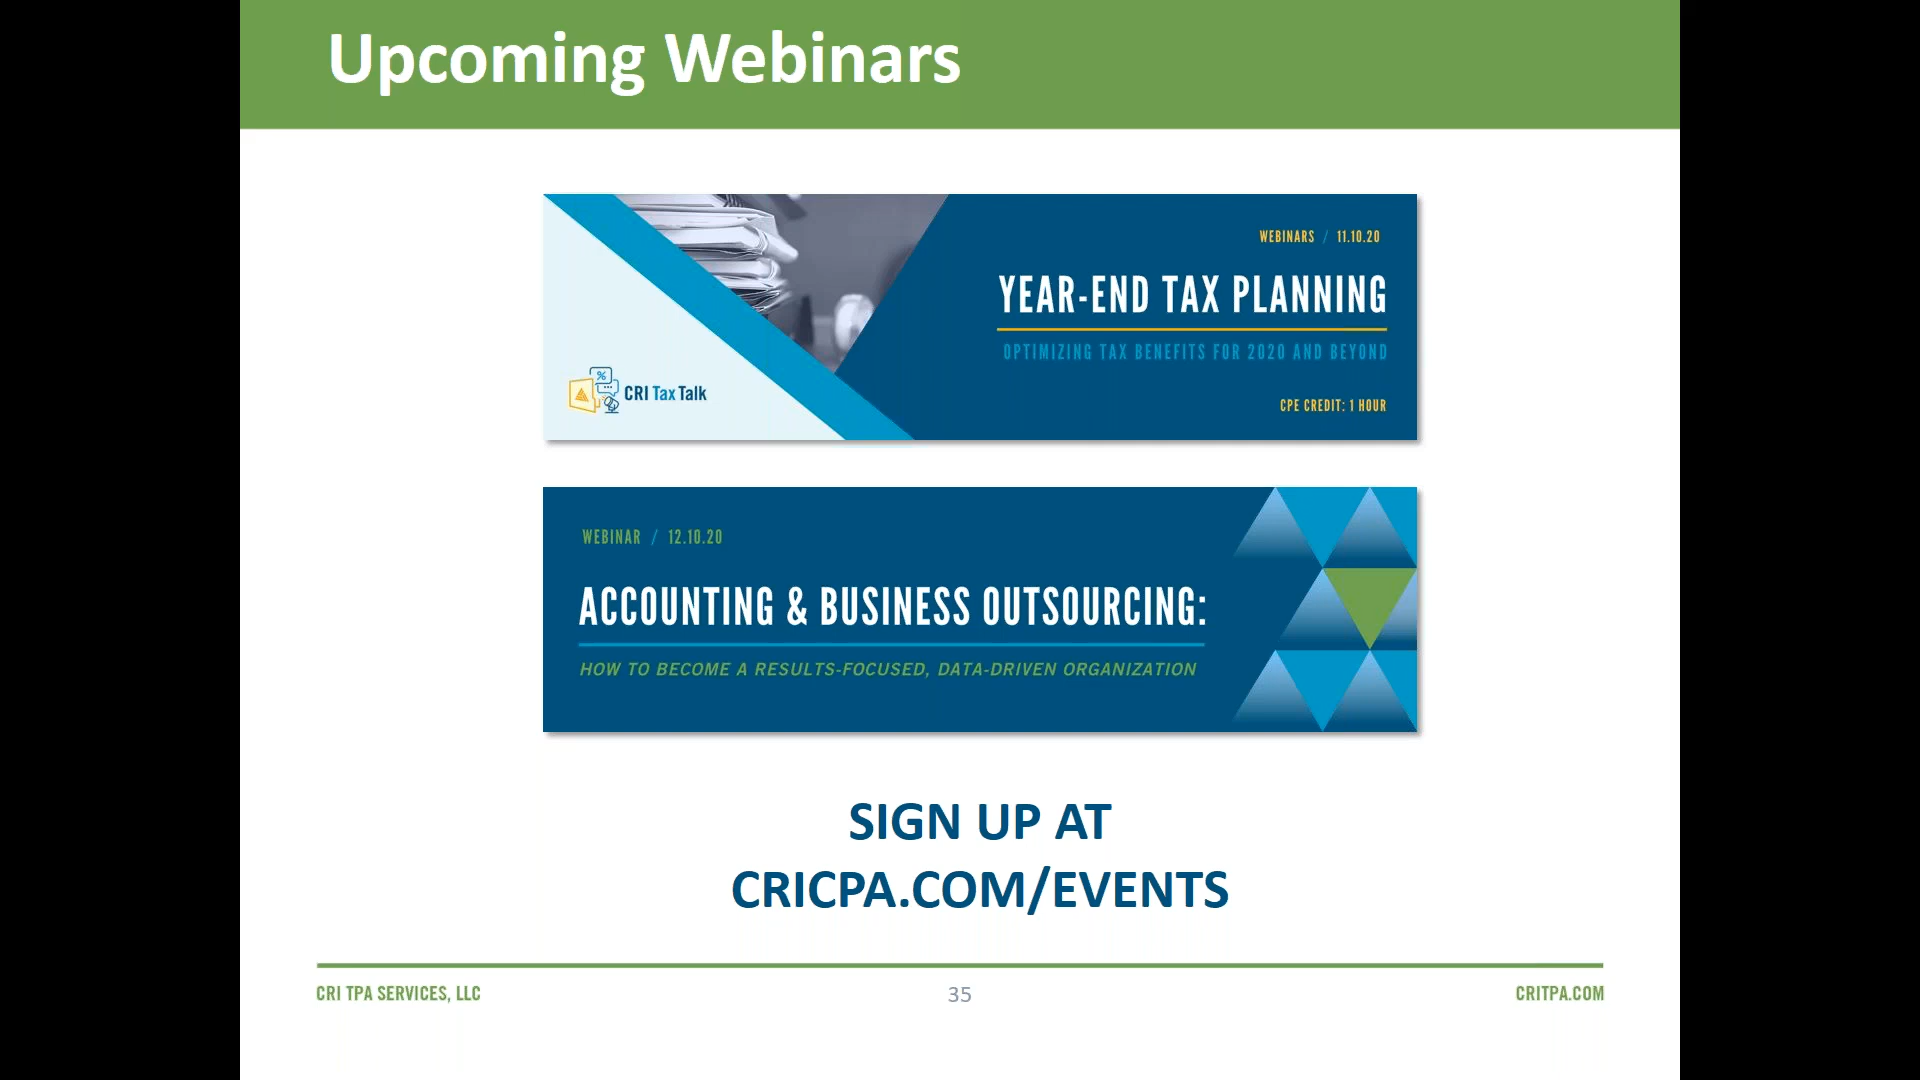 Upcoming Webinars
WEBINARS / 11.10.20
YEAR-END TAX PLANNING
OPTIMIZING TAX BENEFITS FOR 2020 AND BEYOND
%
CRI Tax Talk
CPE CREDIT: 1 HOUR
WEBINAR / 12.10.20
ACCOUNTING & BUSINESS OUTSOURCING:
HOW TO BECOME A RESULTS-FOCUSED, DATA-DRIVEN ORGANIZATION
SIGN UP AT
CRICPA.COM/EVENTS
CRI TPA SERVICES, LLC
35
CRITPA.COM